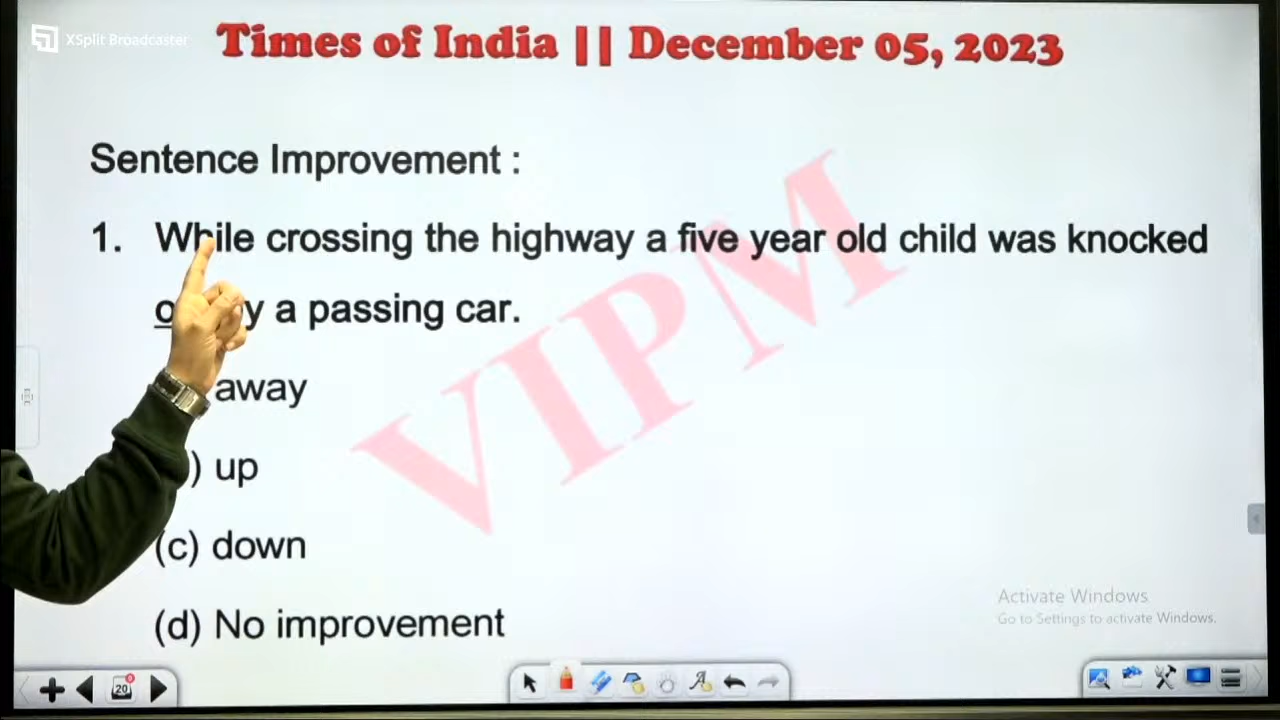 XSplit Broadcaster
Times of India || December 05, 2023
Sentence Improvement :
1. While crossing the highway a five year old child was knocked
a passing car.
away
) up
(c) down
(d) No improvement
VIPM
Activate Windows
Go to Settings to activate Windows.
20